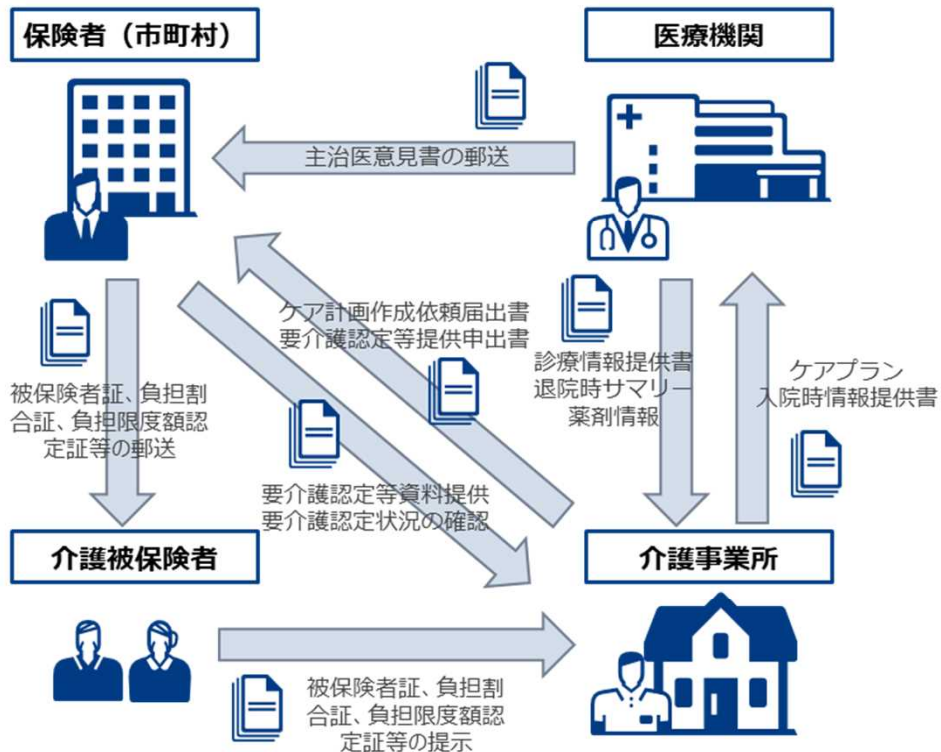 保険者（市町村）
医療機関
主治医意見書の郵送
ケア計画作成依頼届出書
要介護認定等提供申出書
被保険者証、負担割
合証、負担限度額認
定証等の郵送
診療情報提供書
退院時サマリー
薬剤情報
ケアプラン
入院時情報提供書
要介護認定等資料提供
要介護認定状況の確認
介護被保険者
介護事業所
被保険者証、負担割
合証、負担限度額認
定証等の提示